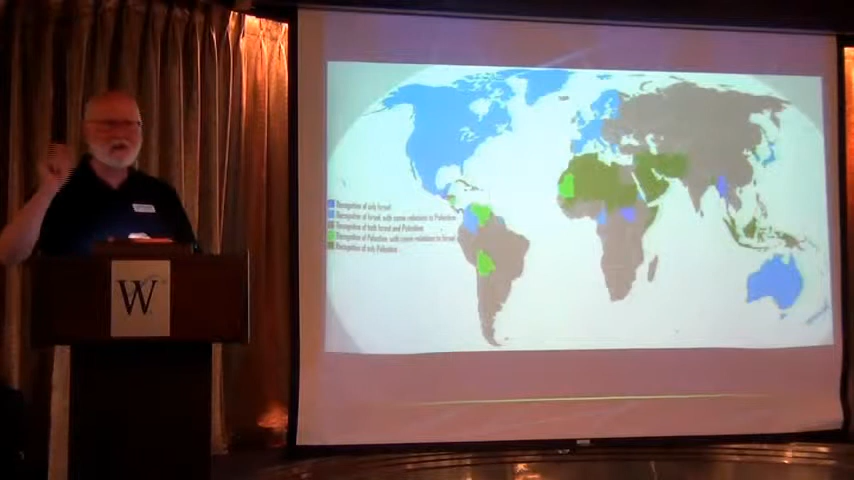 W
Recognition of only Israel
Recognition of Israel, with some relations to Palestine
Recognition of both Israel and Palestine
Recognition of Palestine, with some relations to Israel
Recognition of only Palestine